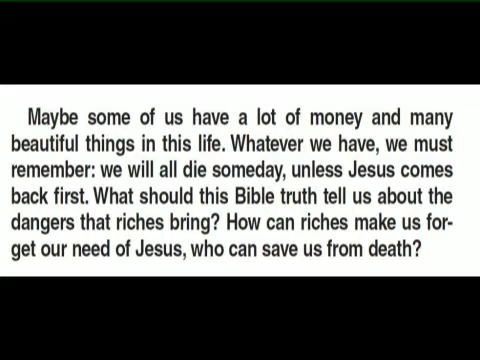 Maybe some of us have a lot of money and many
beautiful things in this life. Whatever we have, we must
remember: we will all die someday, unless Jesus comes
back first. What should this Bible truth tell us about the
dangers that riches bring? How can riches make us for-
get our need of Jesus, who can save us from death?